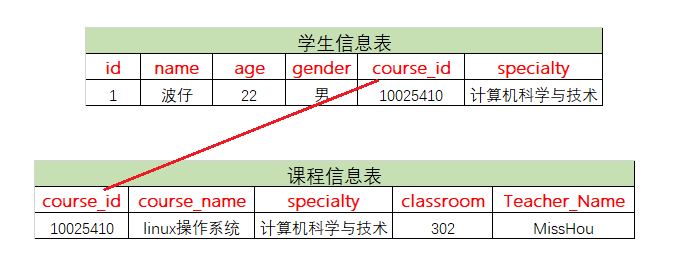 学生信息表
id name age gender course_id specialty
1 波仔 22 男 10025410 计算机科学与技术
课程信息表
course_id course_name specialty classroom Teacher_Name
10025410 linux操作系统 计算机科学与技术 302 MissHou